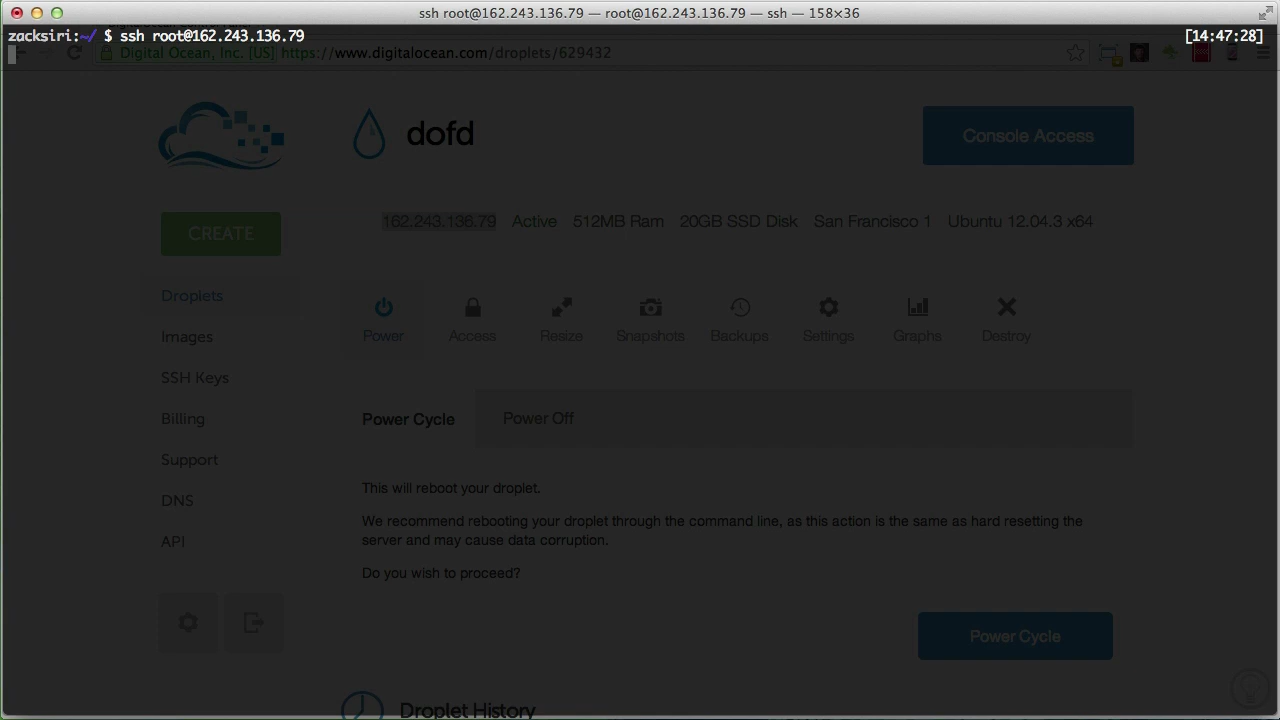 ssh root@162.243.136.79 — root@162.243.136.79 — ssh — 158×36
zacksiri:~/ $ ssh root@162.243.136.79 [14:47:28]
Digital Ocean, Inc. [US] https://www.digitalocean.com/droplets/629432
dofd
Console Access
CREATE
162.243.136.79 Active 512MB Ram 20GB SSD Disk San Francisco 1 Ubuntu 12.04.3 x64
Droplets
Images
SSH Keys
Billing
Support
DNS
API
Power Access Resize Snapshots Backups Settings Graphs Destroy
Power Cycle Power Off
This will reboot your droplet.
We recommend rebooting your droplet through the command line, as this action is the same as hard resetting the
server and may cause data corruption.
Do you wish to proceed?
Power Cycle
Droplet History